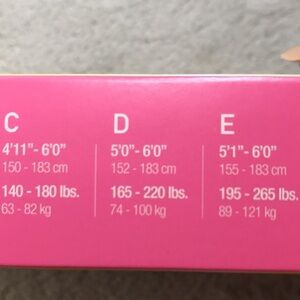 C
4'11"- 6'0"
150 - 183 cm
140 - 180 lbs.
63 - 82 kg
D
5'0"- 6'0"
152 - 183 cm
165 - 220 lbs.
74 - 100 kg
E
5'1"- 6'0"
155 - 183 cm
195 - 265 lbs.
89 - 121 kg